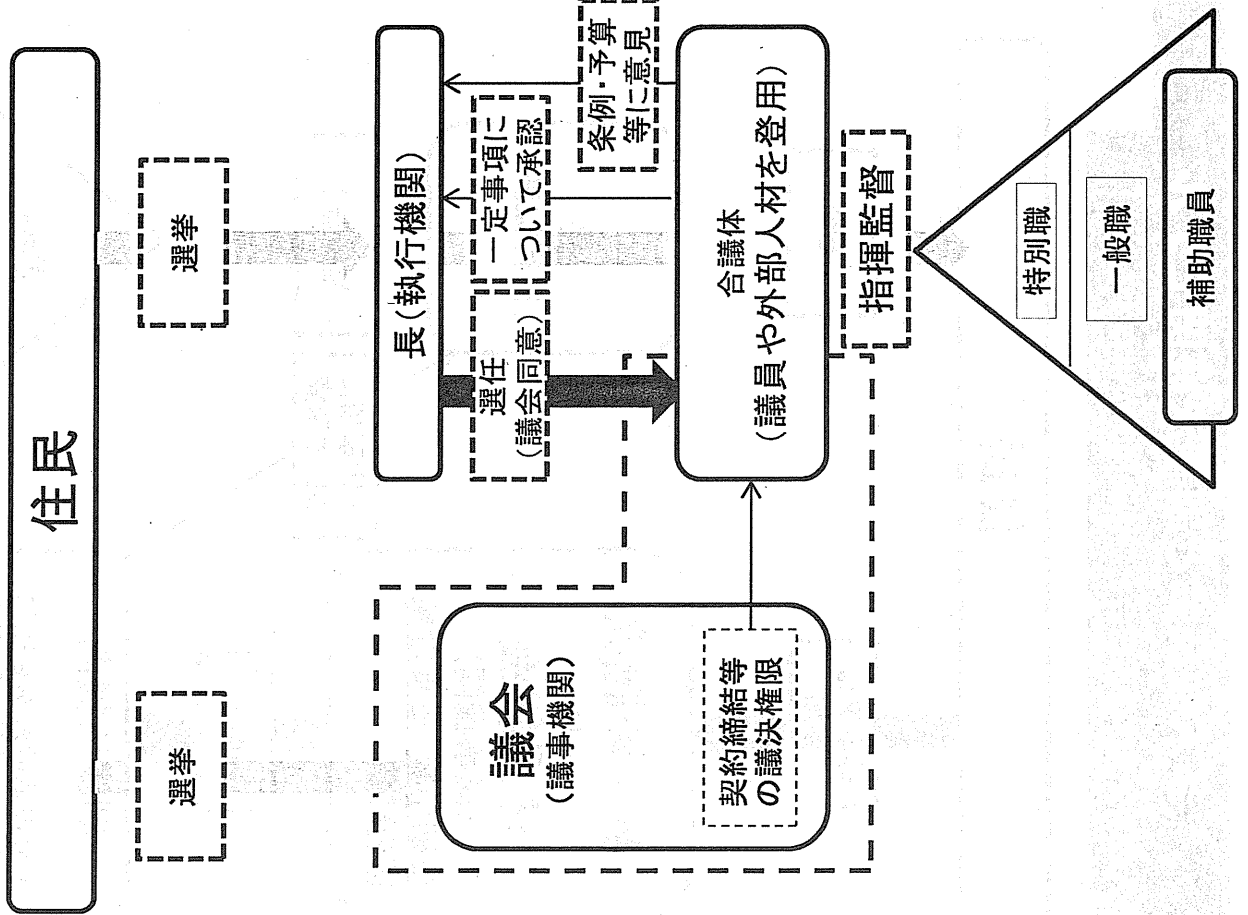 住民
選挙
選挙
議会
(議事機関)
契約締結等
の議決権限
長(執行機関)
選任
(議会同意)
一定事項に
ついて承認
条例・予算
等に意見
合議体
(議員や外部人材を登用)
指揮監督
特別職
一般職
補助職員